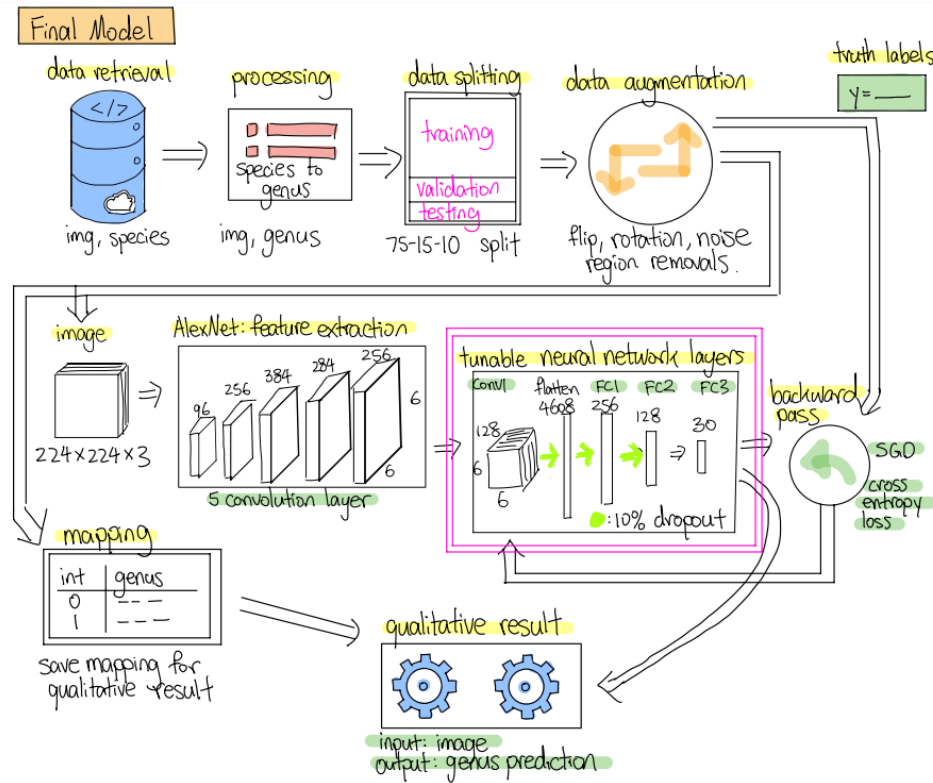 Final Model
data retrieval
</>
img, species
processing
species to
genus
img, genus
data splitting
training
validation
testing
75-15-10 split
data augmentation
flip, rotation, noise
region removals.
truth labels
y=
image
224×224×3
AlexNet: feature extraction
96
256
384
284
256
6
6
5 convolution layer
tunable neural network layers
Conv1
128
6
6
flatten
4608
FC1
256
FC2
128
FC3
30
:10% dropout
backward
pass
SGD
cross
entropy
loss
mapping
int genus
0 ---
1 ---
save mapping for
qualitative result
qualitative result
input: image
output: genus prediction